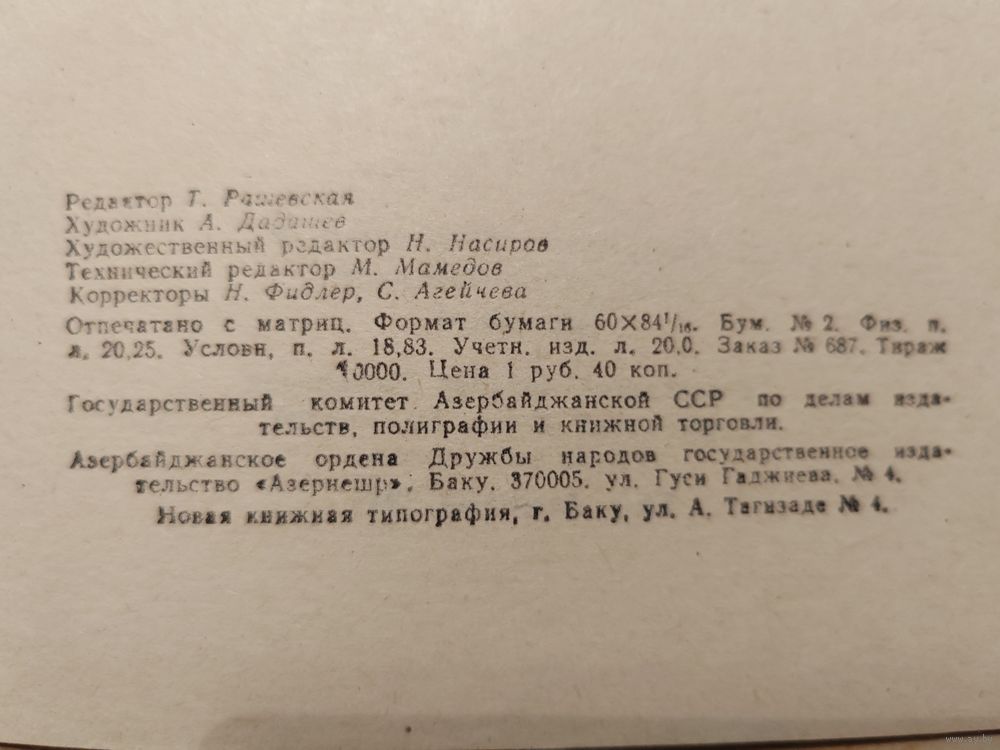 Редактор Т. Рашевская
Художник А. Дадашев
Художественный редактор Н. Насиров
Технический редактор М. Мамедов
Корректоры Н. Фидлер, С. Агейчева
Отпечатано с матриц. Формат бумаги 60×84¹/₁₆. Бум. № 2. Физ. п.
л. 20,25. Условн, п. л. 18,83. Учетн. изд. л. 20,0. Заказ № 687. Тираж
10000. Цена 1 руб. 40 коп.
Государственный комитет Азербайджанской ССР по делам изда-
тельств, полиграфии и книжной торговли.
Азербайджанское ордена Дружбы народов государственное изда-
тельство «Азернешр». Баку. 370005. ул. Гуси Гаджиева. № 4.
Новая книжная типография, г. Баку, ул. А. Тагизаде № 4.
www.ay.by